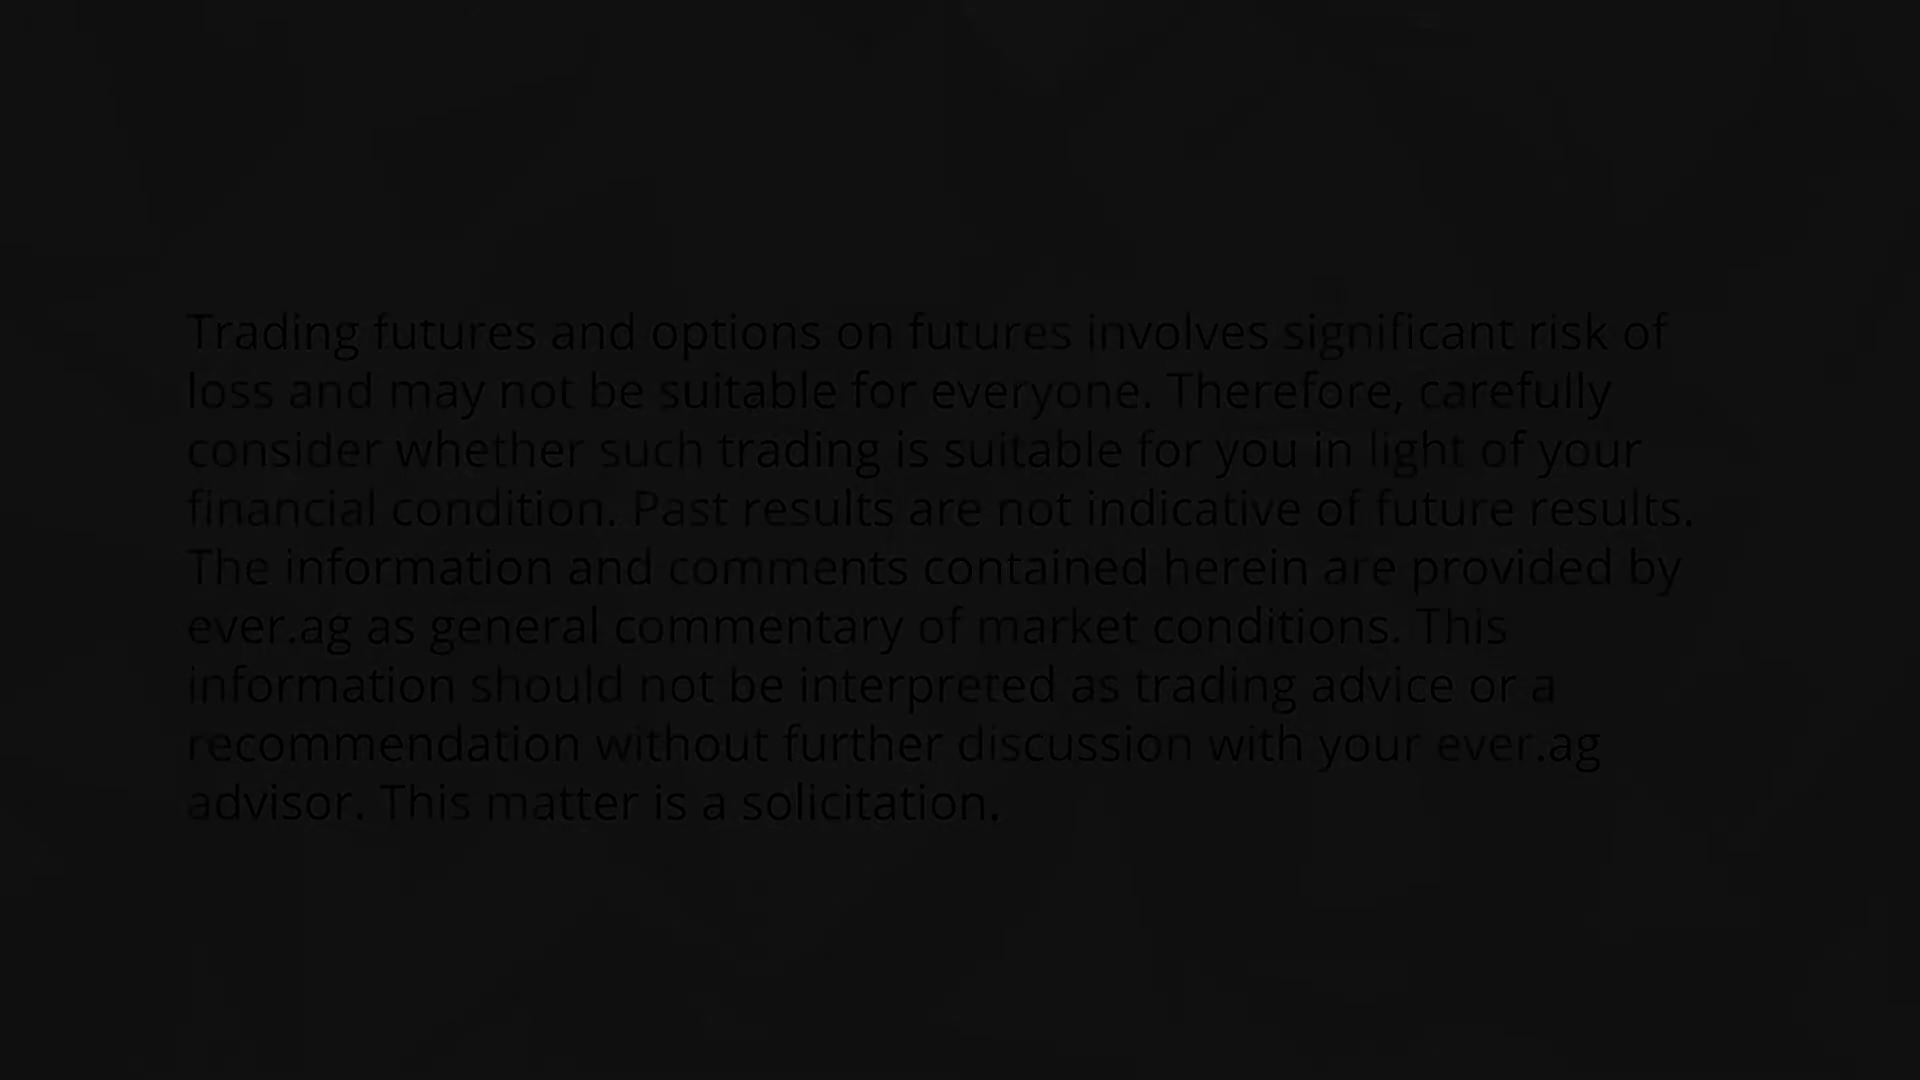 Trading futures and options on futures involves significant risk of
loss and may not be suitable for everyone. Therefore, carefully
consider whether such trading is suitable for you in light of your
financial condition. Past results are not indicative of future results.
The information and comments contained herein are provided by
ever.ag as general commentary of market conditions. This
information should not be interpreted as trading advice or a
recommendation without further discussion with your ever.ag
advisor. This matter is a solicitation.